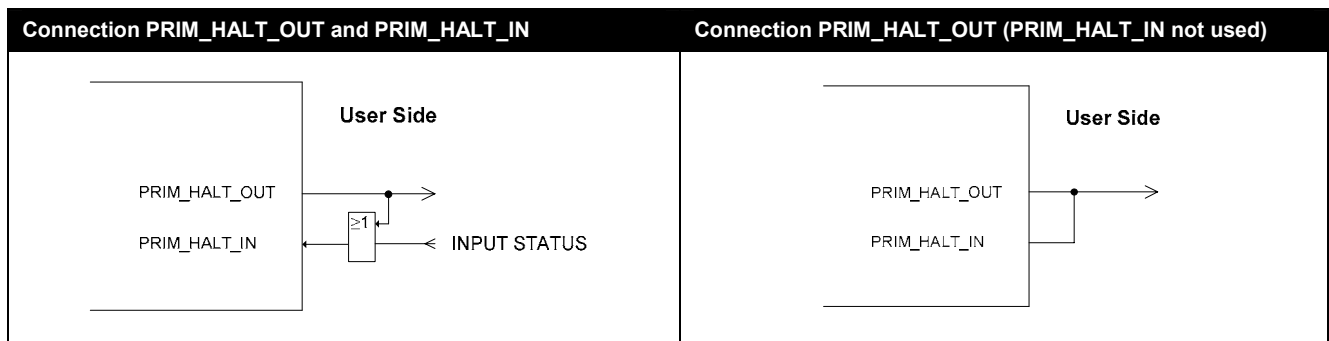 Connection PRIM_HALT_OUT and PRIM_HALT_IN
Connection PRIM_HALT_OUT (PRIM_HALT_IN not used)
User Side
PRIM_HALT_OUT
≥1
PRIM_HALT_IN
INPUT STATUS
User Side
PRIM_HALT_OUT
PRIM_HALT_IN